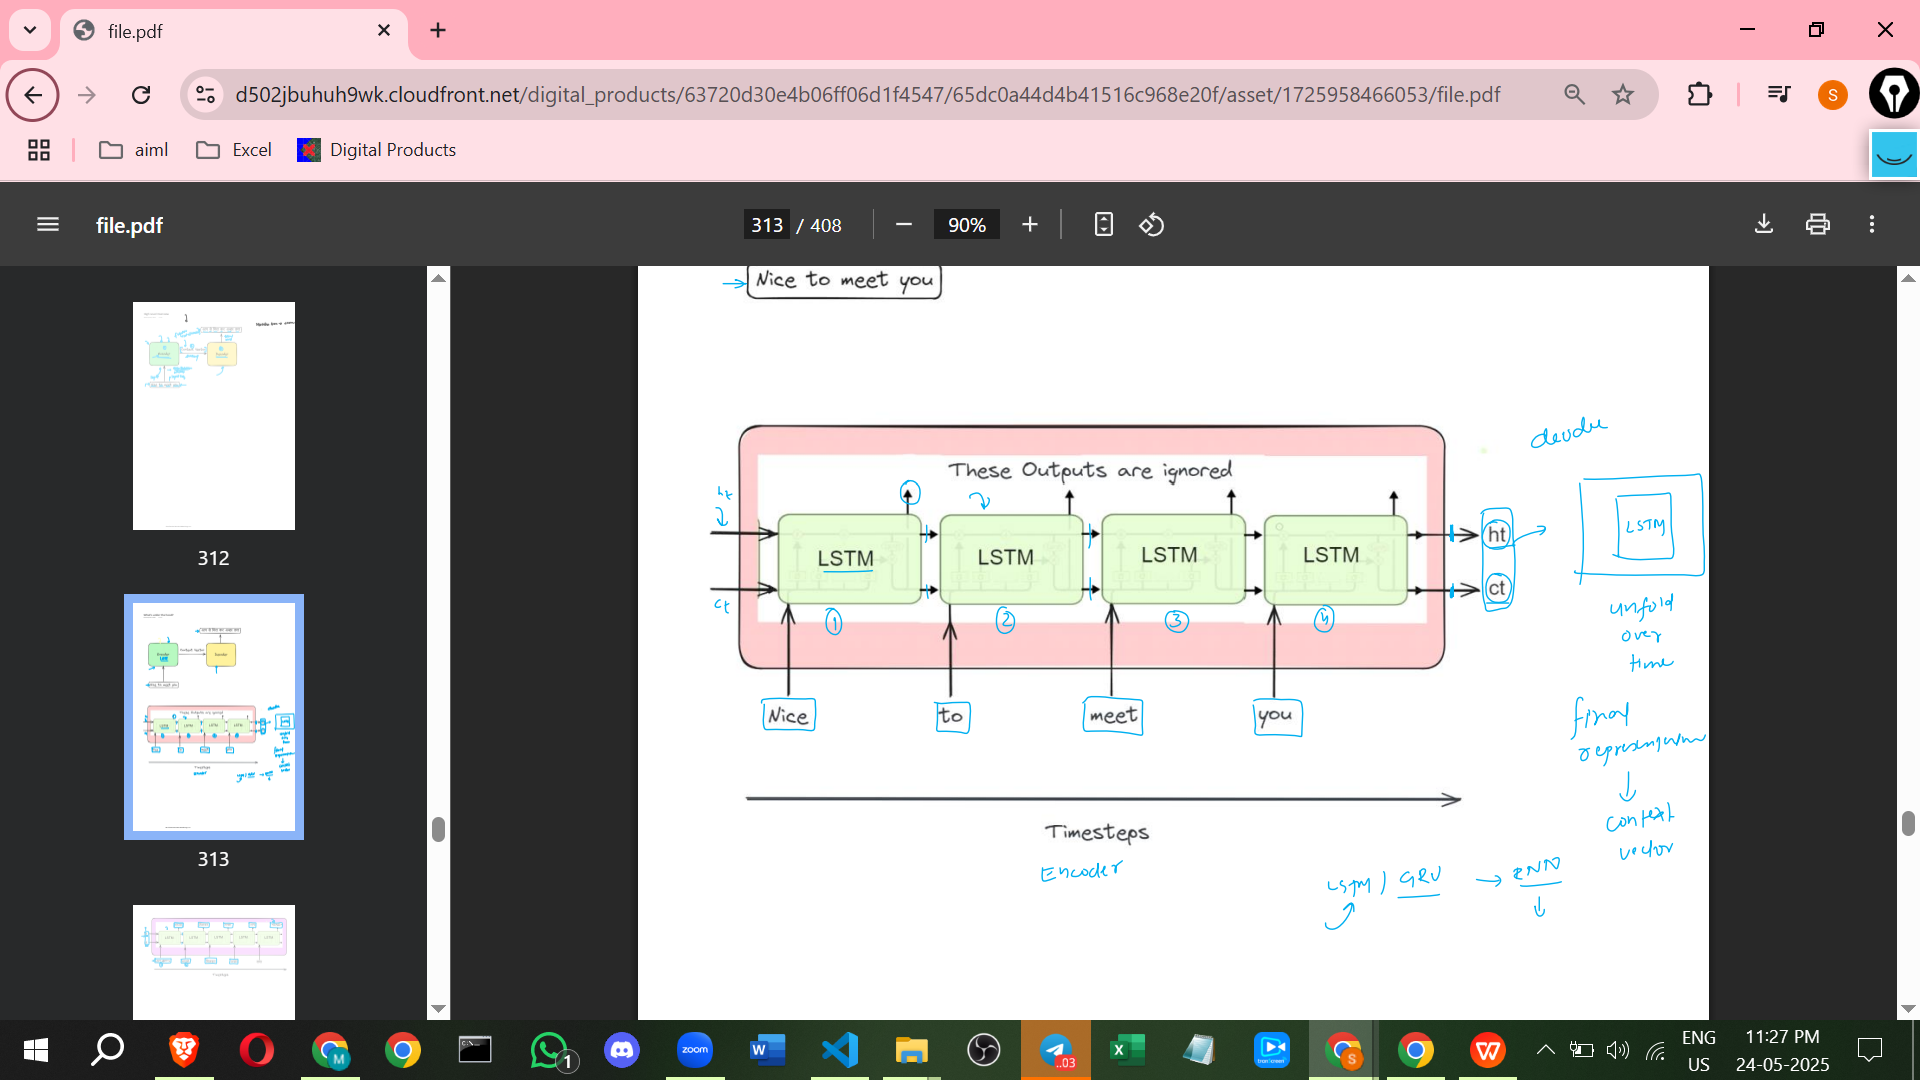 file.pdf
d502jbuhuh9wk.cloudfront.net/digital_products/63720d30e4b06ff06d1f4547/65dc0a44d4b41516c968e20f/asset/1725958466053/file.pdf
S
aiml
Excel
Digital Products
file.pdf
313 / 408
90%
312
313
Nice to meet you
decoder
These Outputs are ignored
ht
ct
LSTM
LSTM
LSTM
LSTM
ht
ct
LSTM
1
2
3
4
unfold
over
time
Nice
to
meet
you
final
representation
context
vector
Timesteps
Encoder
LSTM / GRU → RNN
M
1
zoom
..03
S
ENG
US
11:27 PM
24-05-2025